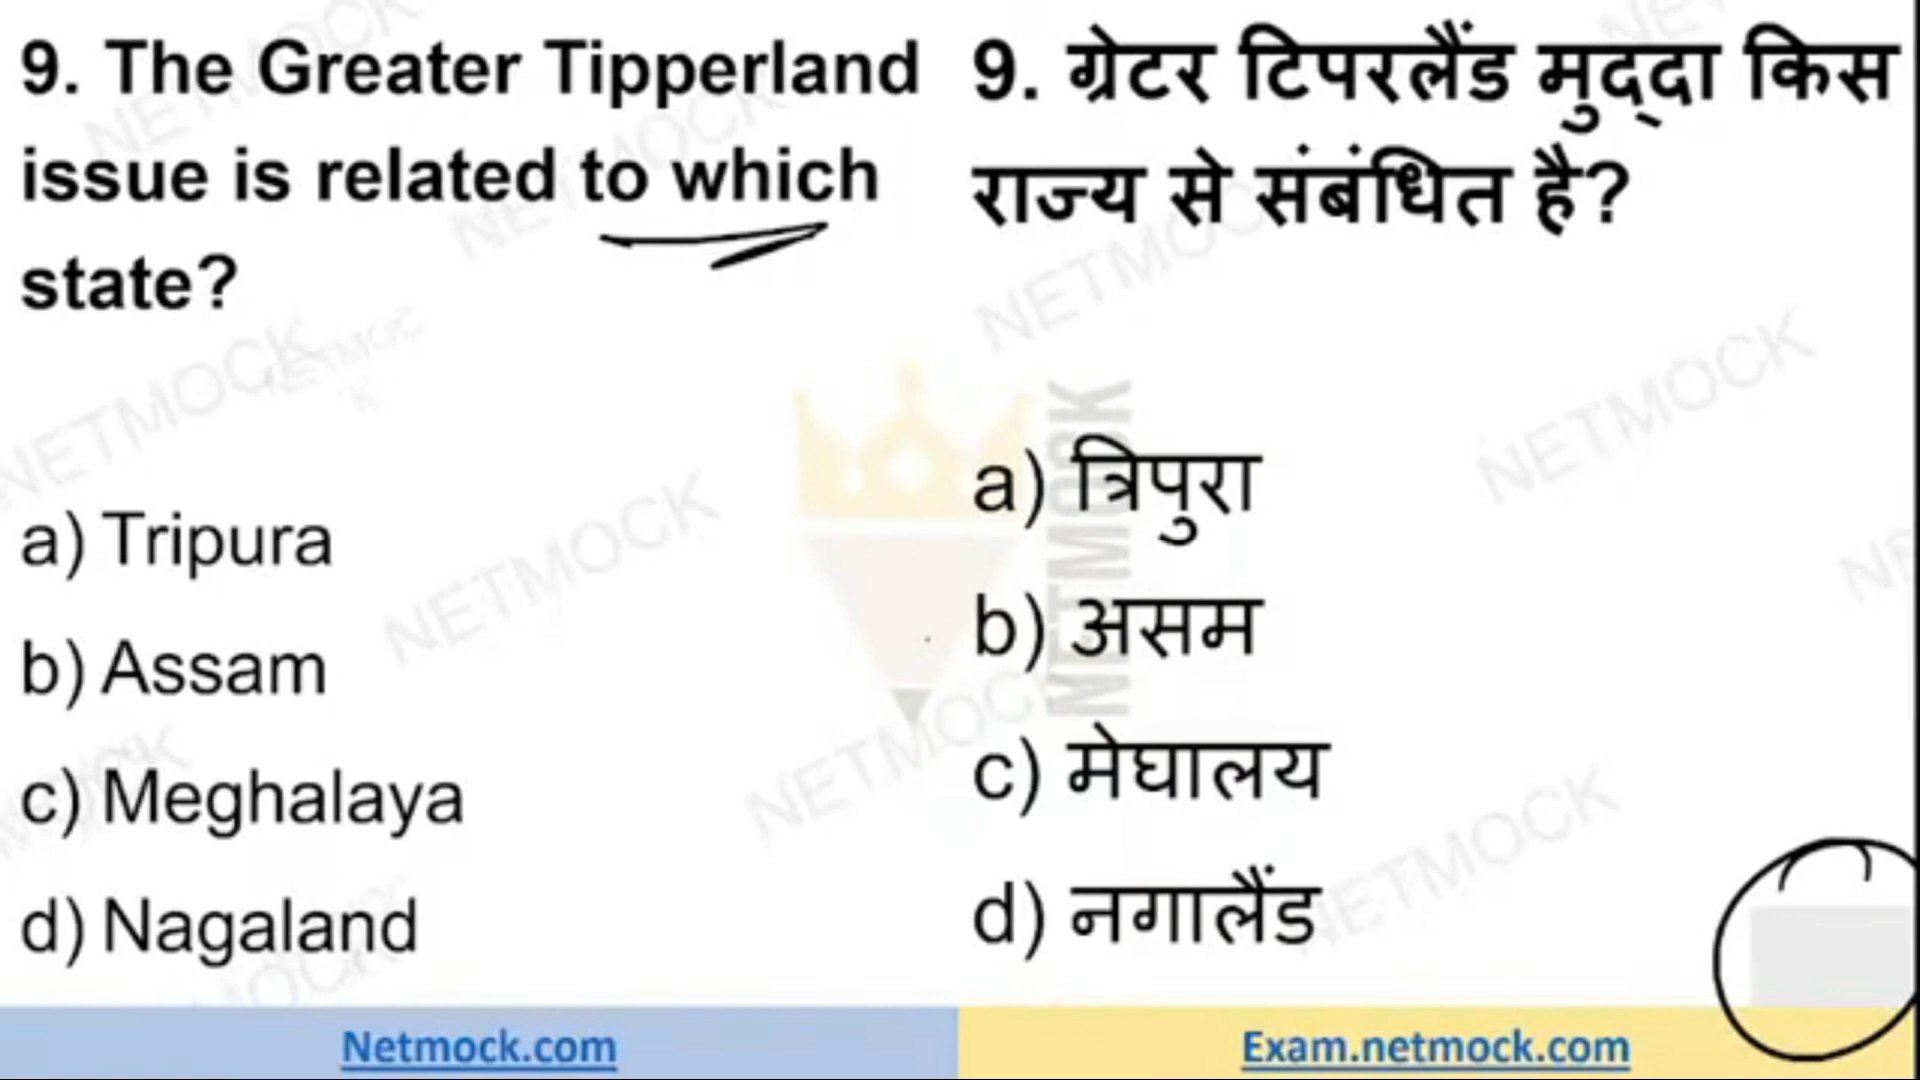 9. The Greater Tipperland
issue is related to which
state?
a) Tripura
b) Assam
c) Meghalaya
d) Nagaland
9. ग्रेटर टिपरलैंड मुद्‌दा किस
राज्य से संबंधित है?
a) त्रिपुरा
b) असम
c) मेघालय
d) नगालैंड
NETMOCK
Netmock.com
Exam.netmock.com